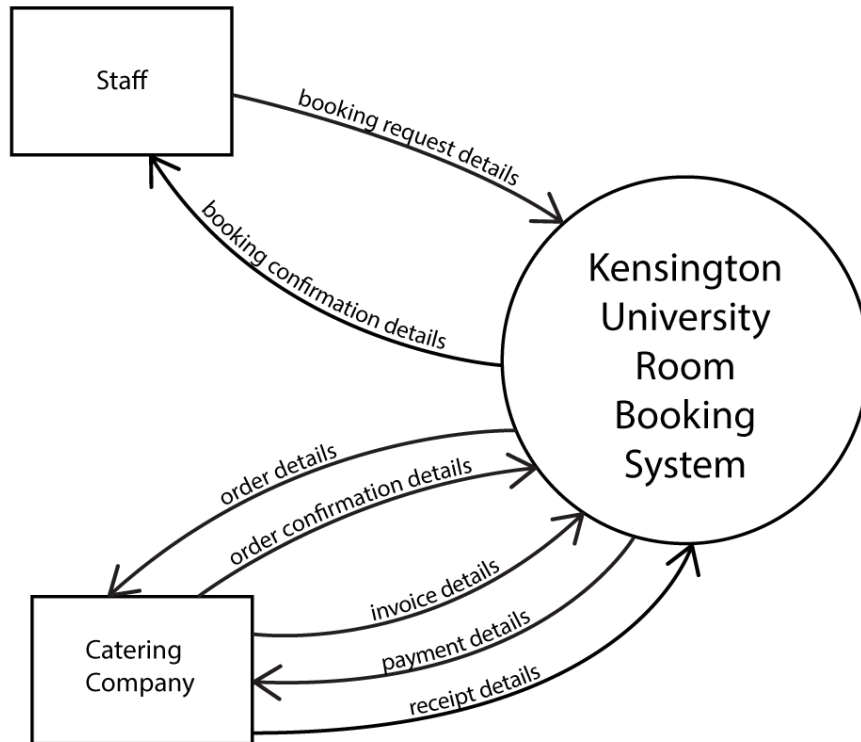 Staff
booking request details
booking confirmation details
Kensington
University
Room
Booking
System
order details
order confirmation details
invoice details
payment details
receipt details
Catering
Company